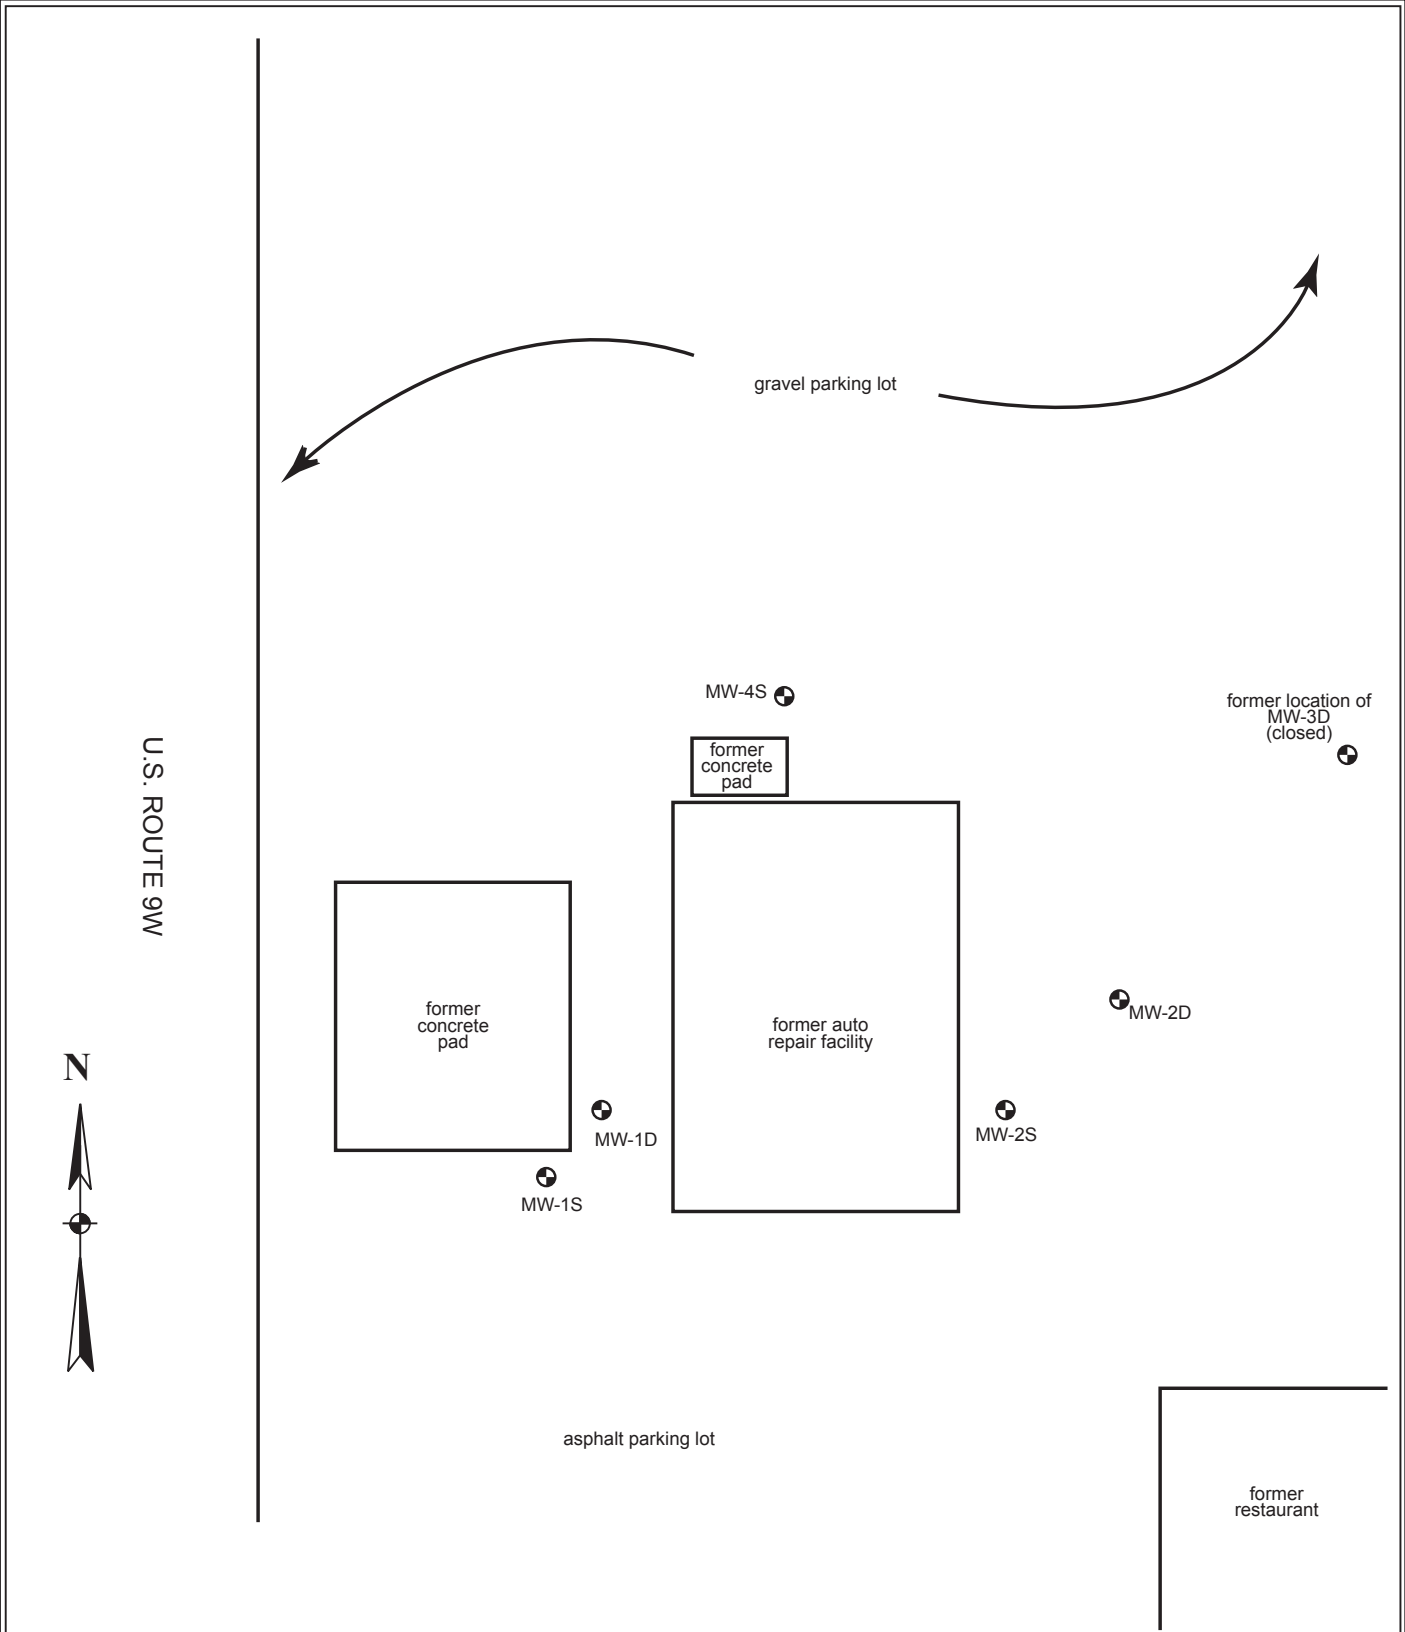 gravel parking lot
MW-4S
former location of
MW-3D
(closed)
former
concrete
pad
U.S. ROUTE 9W
former
concrete
pad
former auto
repair facility
MW-2D
N
MW-1D
MW-2S
MW-1S
asphalt parking lot
former
restaurant